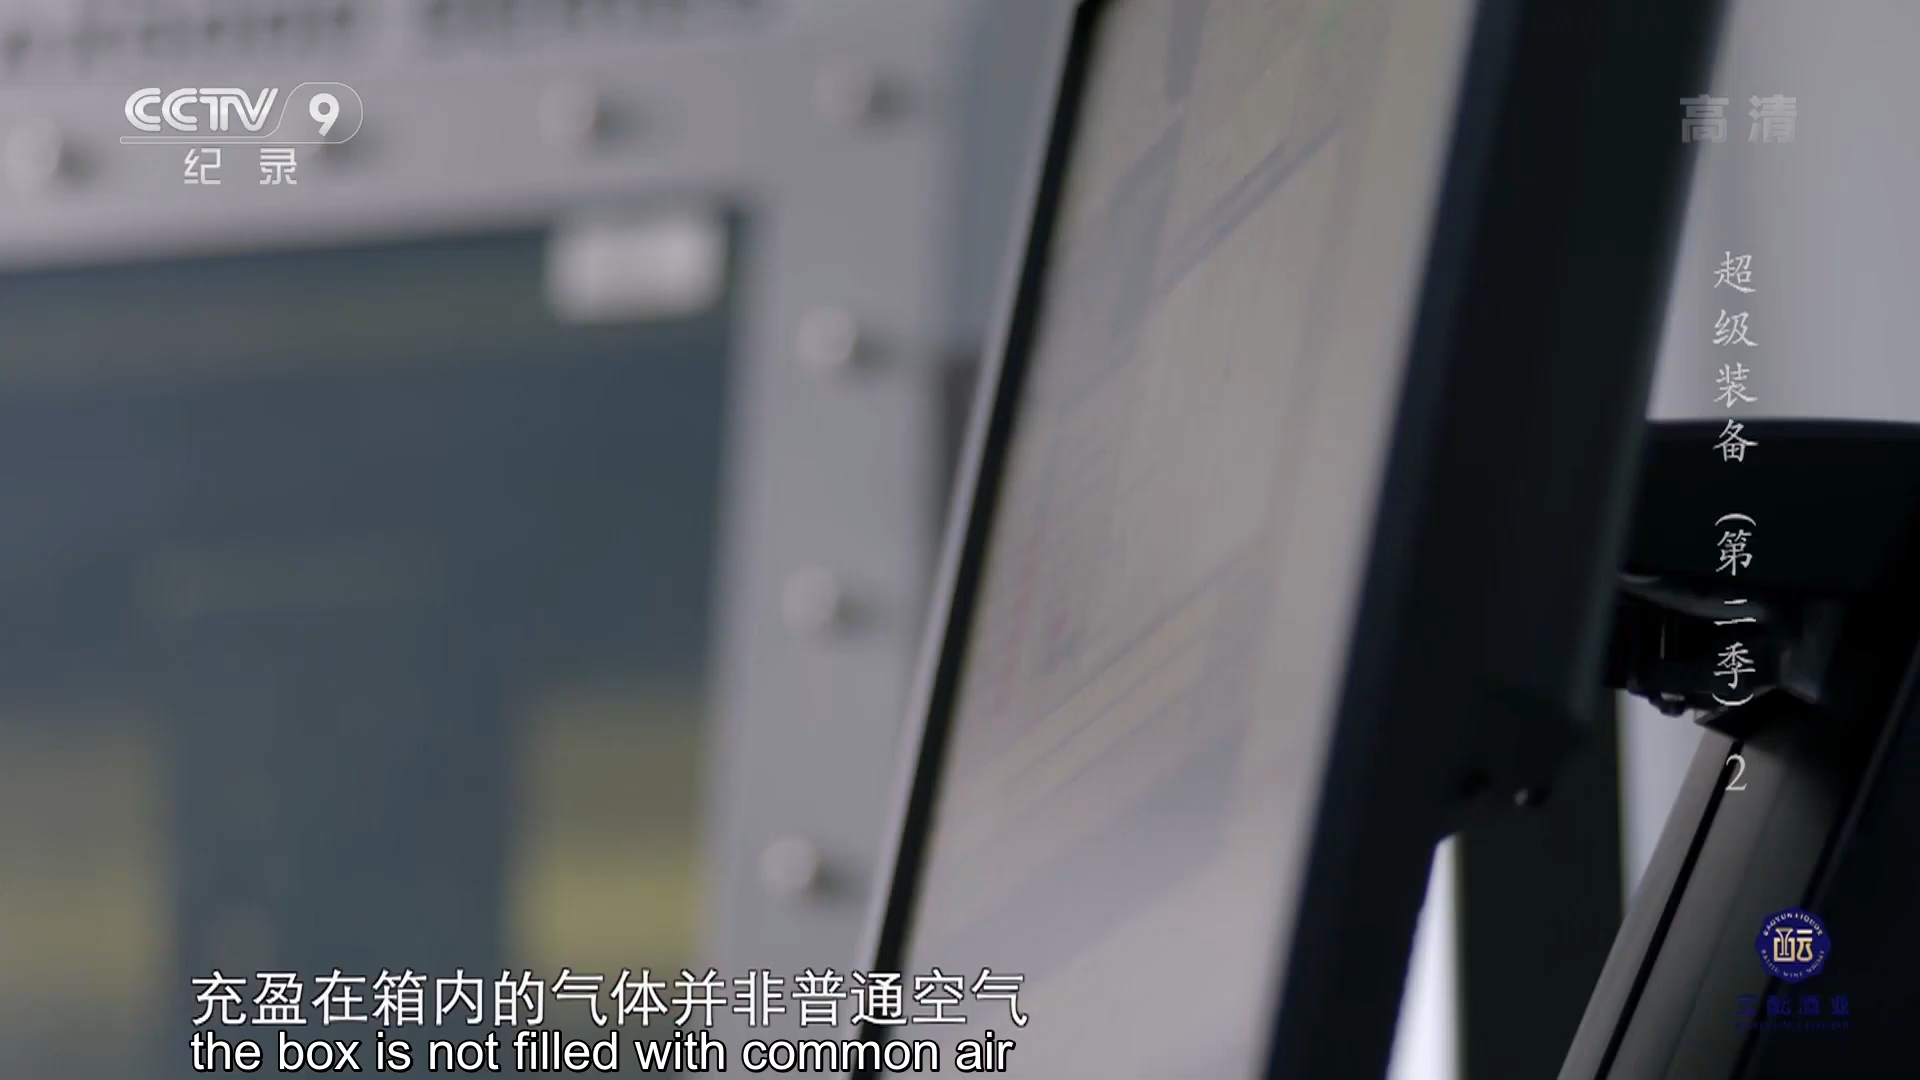 CCTV 9
纪 录
高 清
超级装备（第二季）2
充盈在箱内的气体并非普通空气
the box is not filled with common air